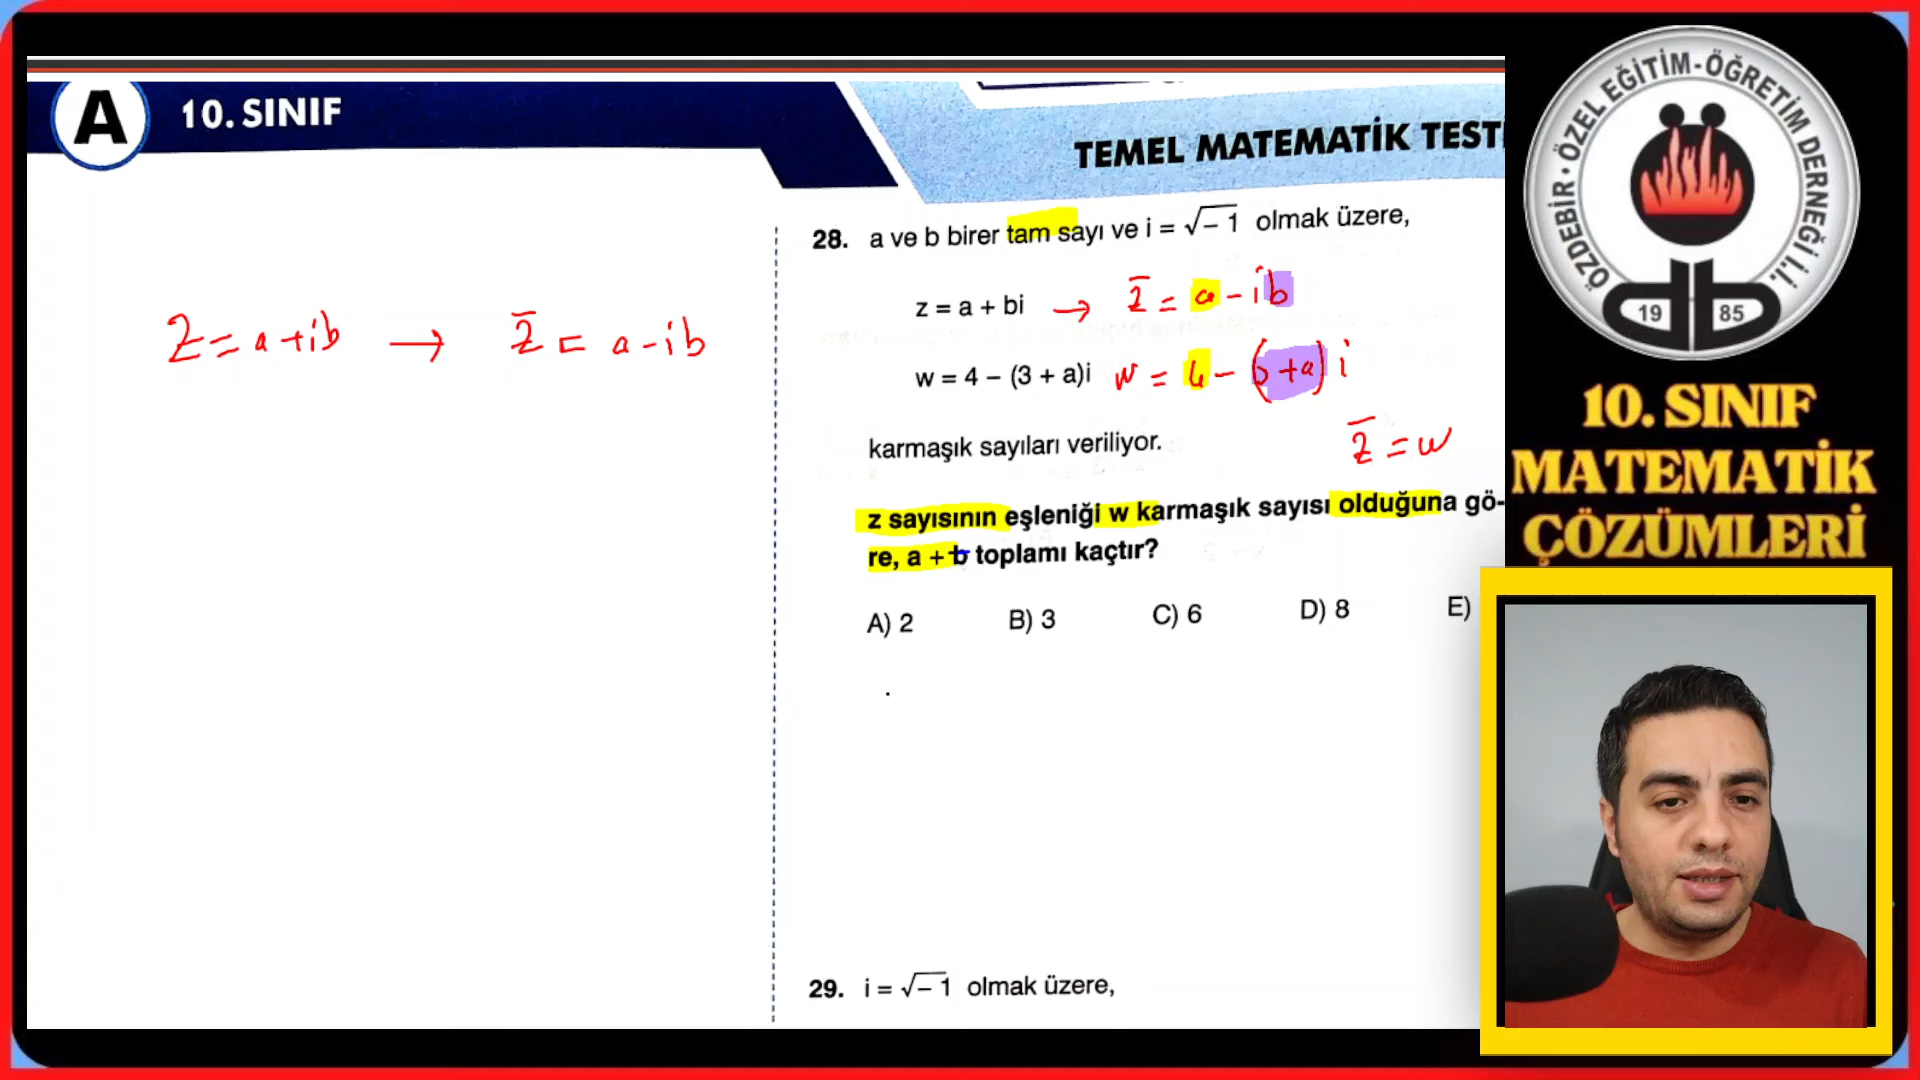 A 10. SINIF
TEMEL MATEMATİK TESTİ
z = a + ib → z̄ = a - ib
28. a ve b birer tam sayı ve i = √-1 olmak üzere,
z = a + bi → z̄ = a - ib
w = 4 – (3 + a)i w = 4 - (3+a) i
karmaşık sayıları veriliyor.
z̄ = w
z sayısının eşleniği w karmaşık sayısı olduğuna gö-
re, a + b toplamı kaçtır?
A) 2 B) 3 C) 6 D) 8 E)
29. i = √-1 olmak üzere,
ÖZDEBİR • ÖZEL EĞİTİM - ÖĞRETİM DERNEĞİ
19 85
10. SINIF
MATEMATİK
ÇÖZÜMLERİ